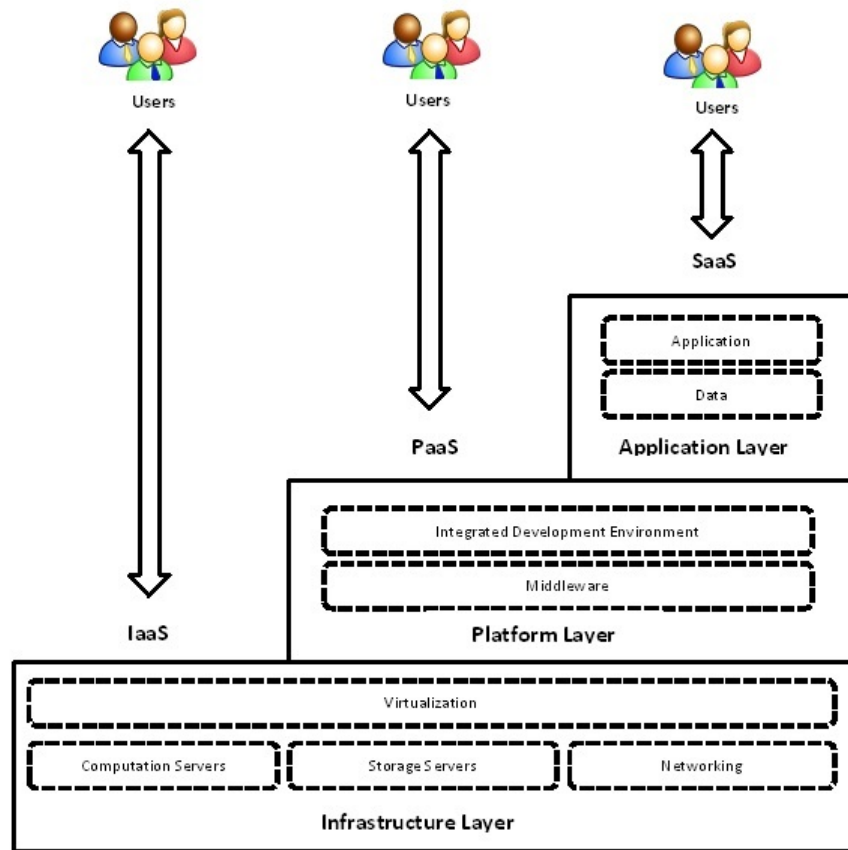 Users
Users
Users
SaaS
Application
Data
Application Layer
PaaS
Integrated Development Environment
Middleware
Platform Layer
IaaS
Virtualization
Computation Servers
Storage Servers
Networking
Infrastructure Layer